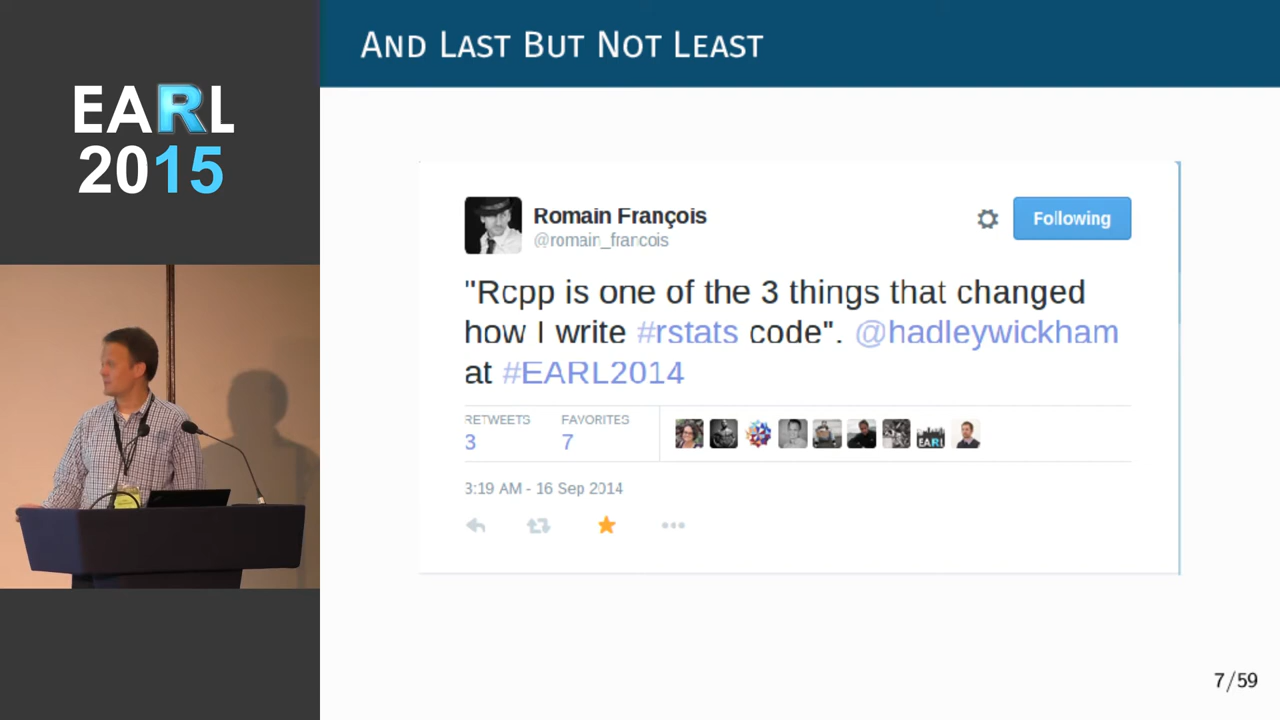 AND LAST BUT NOT LEAST
EARL
2015
Romain François
@romain_francois
Following
"Rcpp is one of the 3 things that changed
how I write #rstats code". @hadleywickham
at #EARL2014
RETWEETS
FAVORITES
3
7
EARL
3:19 AM - 16 Sep 2014
7/59